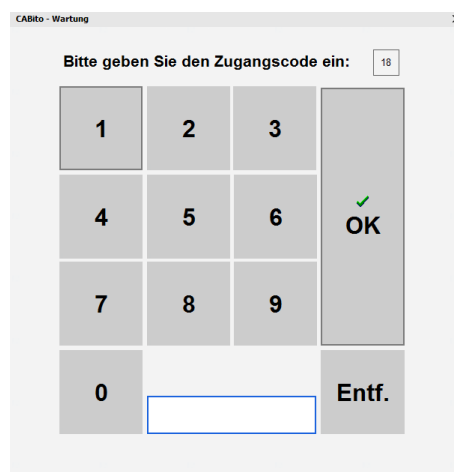 CABito - Wartung
Bitte geben Sie den Zugangscode ein: 18
1 2 3
4 5 6 OK
7 8 9
0 Entf.